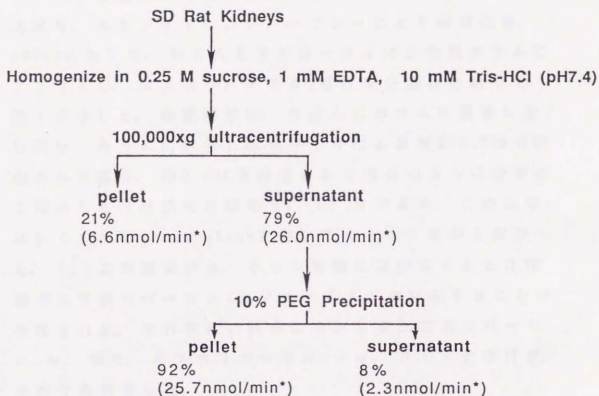 SD Rat Kidneys
Homogenize in 0.25 M sucrose, 1 mM EDTA, 10 mM Tris-HCl (pH7.4)
100,000xg ultracentrifugation
pellet supernatant
21% 79%
(6.6nmol/min*) (26.0nmol/min*)
10% PEG Precipitation
pellet supernatant
92% 8%
(25.7nmol/min*) (2.3nmol/min*)